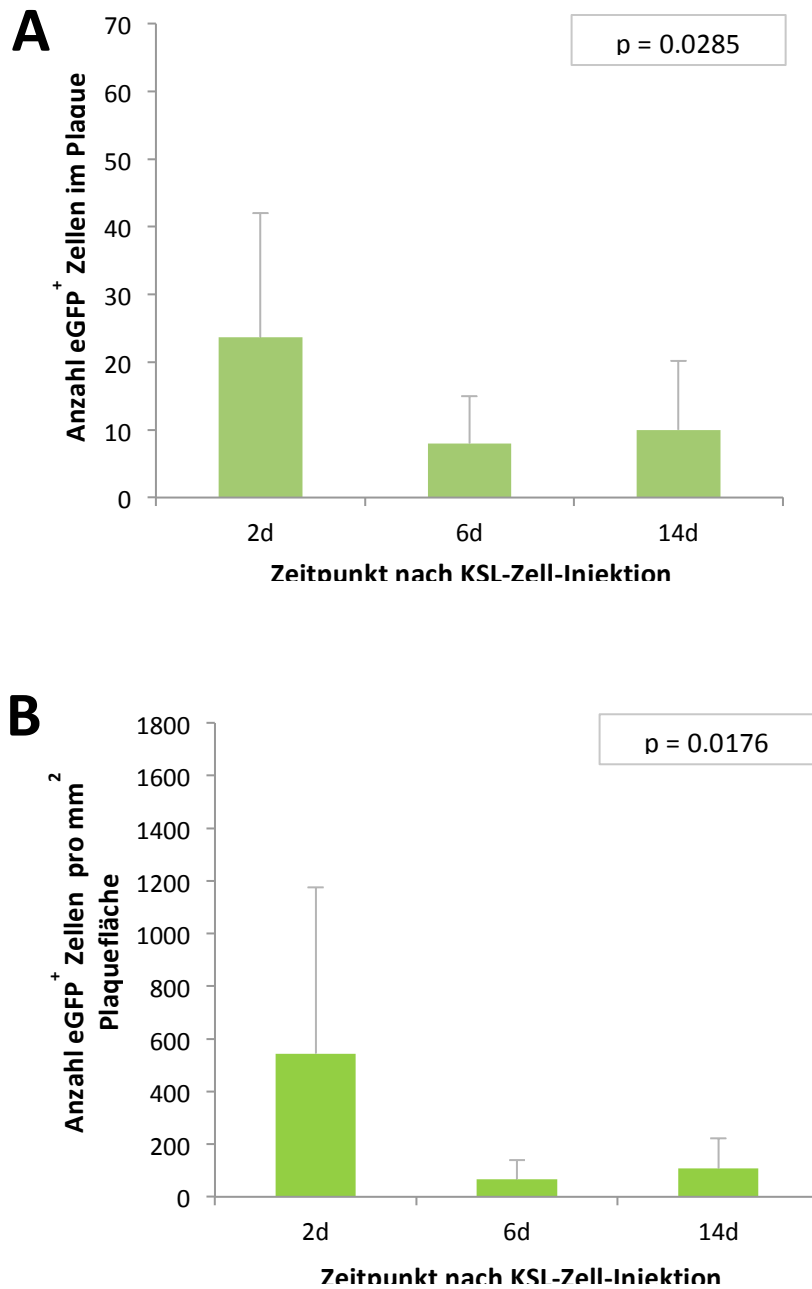 A
p = 0.0285
Anzahl eGFP+ Zellen im Plaque
70
60
50
40
30
20
10
0
2d 6d 14d
Zeitpunkt nach KSL-Zell-Injektion
B
p = 0.0176
Anzahl eGFP+ Zellen pro mm2
Plaquefläche
1800
1600
1400
1200
1000
800
600
400
200
0
2d 6d 14d
Zeitpunkt nach KSL-Zell-Injektion